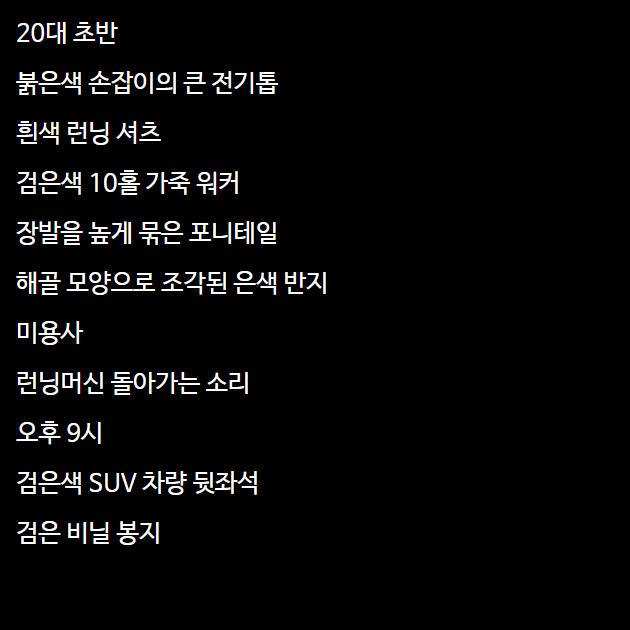 20대 초반
붉은색 손잡이의 큰 전기톱
흰색 런닝 셔츠
검은색 10홀 가죽 워커
장발을 높게 묶은 포니테일
해골 모양으로 조각된 은색 반지
미용사
런닝머신 돌아가는 소리
오후 9시
검은색 SUV 차량 뒷좌석
검은 비닐 봉지